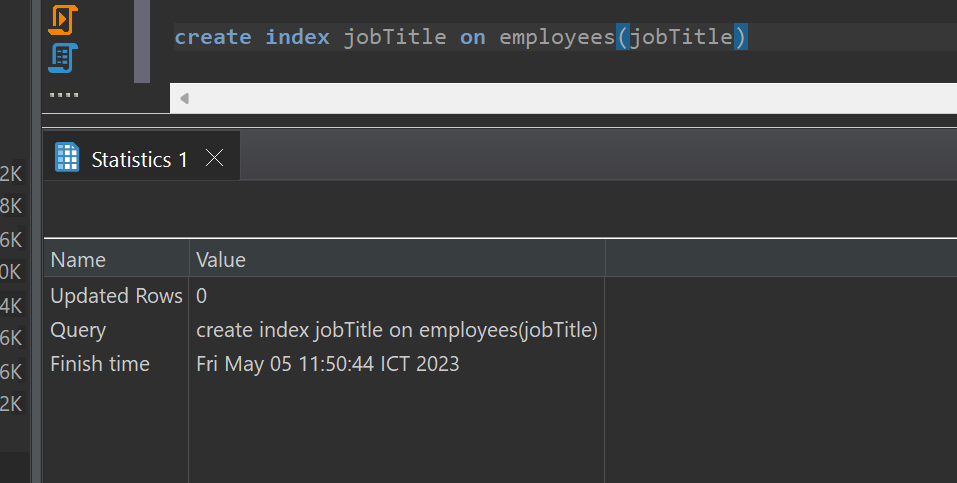 create index jobTitle on employees(jobTitle)
Statistics 1
2K
8K
6K
0K
4K
6K
6K
2K
Name Value
Updated Rows 0
Query create index jobTitle on employees(jobTitle)
Finish time Fri May 05 11:50:44 ICT 2023